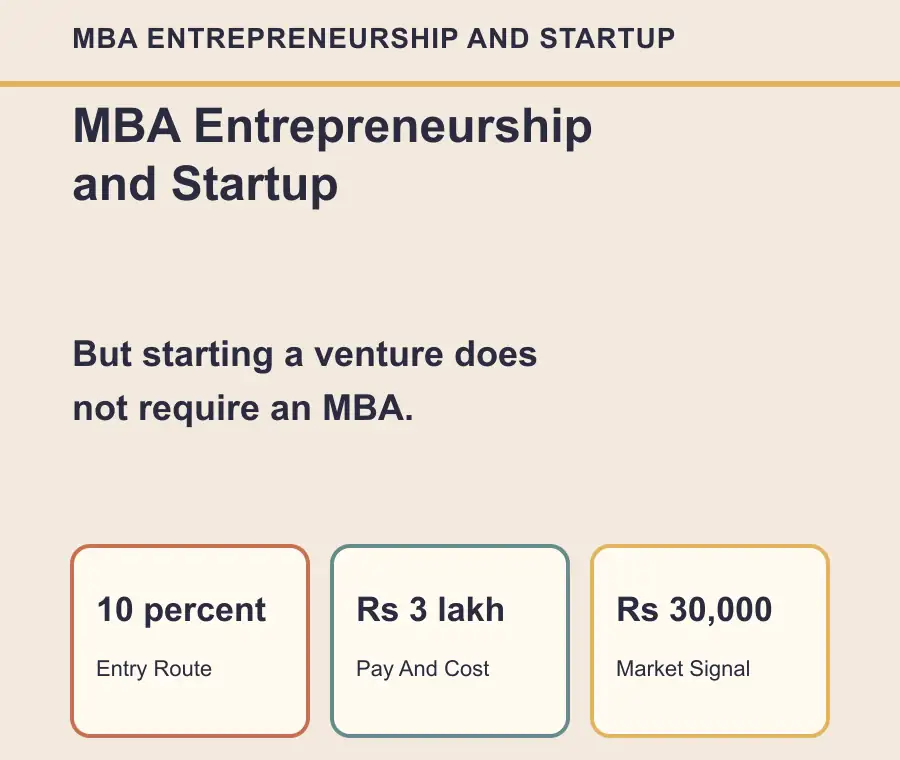 MBA ENTREPRENEURSHIP AND STARTUP
MBA Entrepreneurship
and Startup
But starting a venture does
not require an MBA.
10 percent
Entry Route
Rs 3 lakh
Pay And Cost
Rs 30,000
Market Signal